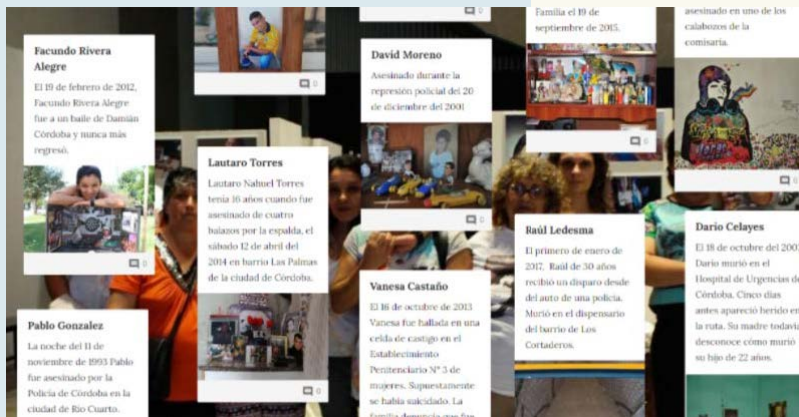 Facundo Rivera
Alegre
El 19 de febrero de 2012,
Facundo Rivera Alegre
fue a un baile de Damián
Córdoba y nunca más
regresó.
0
Pablo Gonzalez
La noche del 11 de
noviembre de 1993 Pablo
fue asesinado por la
Policía de Córdoba en la
ciudad de Río Cuarto.
0
Lautaro Torres
Lautaro Nahuel Torres
tenía 16 años cuando fue
asesinado de cuatro
balazos por la espalda, el
sábado 12 de abril del
2014 en barrio Las Palmas
de la ciudad de Córdoba.
0
0
David Moreno
Asesinado durante la
represión policial del 20
de diciembre del 2001
0
Vanesa Castaño
El 16 de octubre de 2013
Vanesa fue hallada en una
celda de castigo en el
Establecimiento
Penitenciario N° 3 de
mujeres. Supuestamente
se había suicidado. La
familia denuncia que fue
Familia el 19 de
septiembre de 2015.
0
Raúl Ledesma
El primero de enero de
2017, Raúl de 30 años
recibió un disparo desde
del auto de una policía.
Murió en el dispensario
del barrio de Los
Cortaderos.
asesinado en uno de los
calabozos de la
comisaría.
0
Darío Celayes
El 18 de octubre del 200
Darío murió en el
Hospital de Urgencias de
Córdoba. Cinco días
antes apareció herido en
la ruta. Su madre todavía
desconoce cómo murió
su hijo de 22 años.